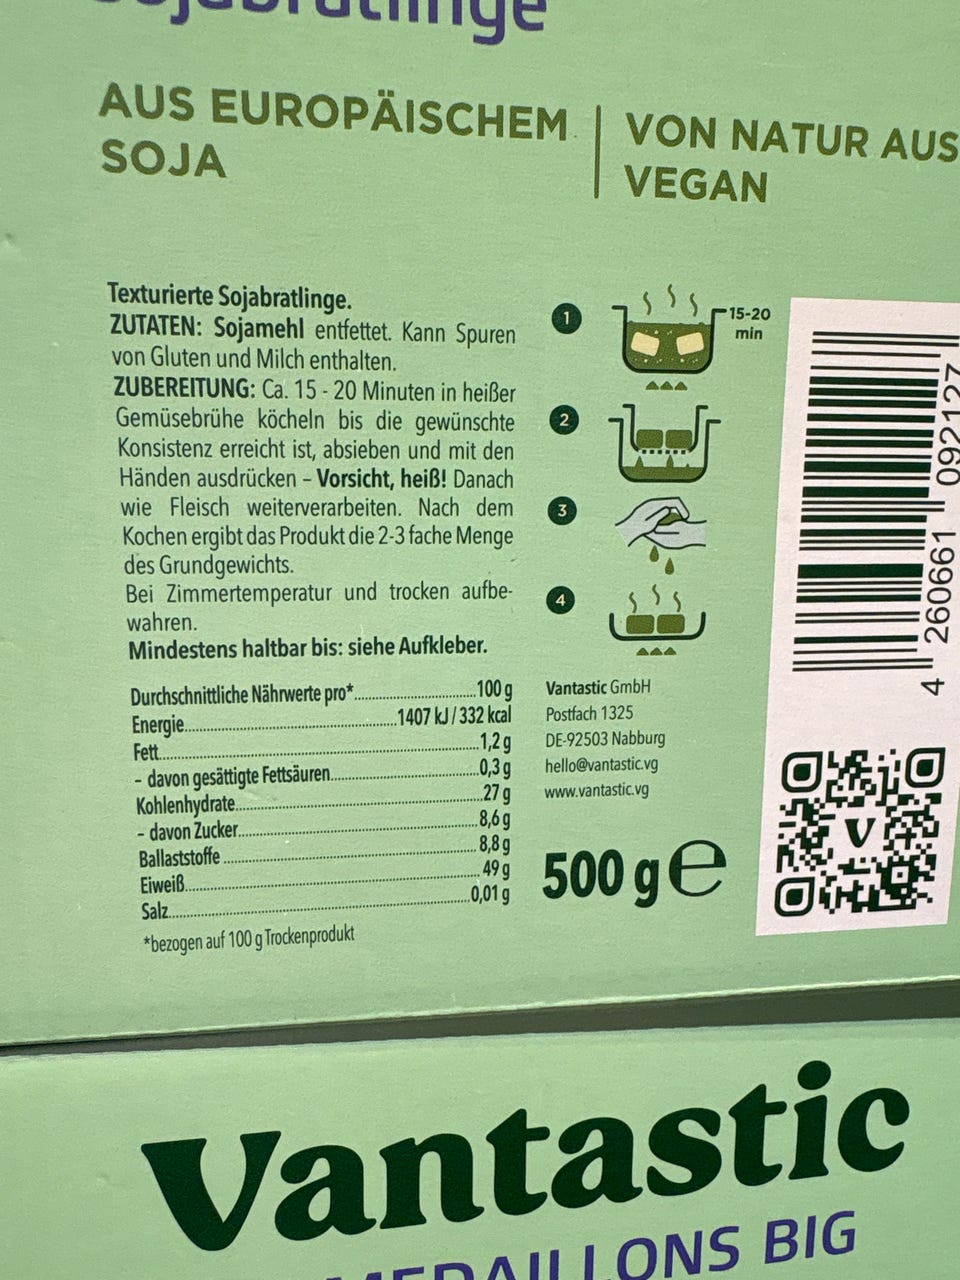 Sojabratlinge
AUS EUROPÄISCHEM
SOJA
VON NATUR AUS
VEGAN
Texturierte Sojabratlinge.
ZUTATEN: Sojamehl entfettet. Kann Spuren
von Gluten und Milch enthalten.
ZUBEREITUNG: Ca. 15 - 20 Minuten in heißer
Gemüsebrühe köcheln bis die gewünschte
Konsistenz erreicht ist, absieben und mit den
Händen ausdrücken – Vorsicht, heiß! Danach
wie Fleisch weiterverarbeiten. Nach dem
Kochen ergibt das Produkt die 2-3 fache Menge
des Grundgewichts.
Bei Zimmertemperatur und trocken aufbe-
wahren.
Mindestens haltbar bis: siehe Aufkleber.
Durchschnittliche Nährwerte pro* 100 g
Energie 1407 kJ / 332 kcal
Fett 1,2 g
- davon gesättigte Fettsäuren 0,3 g
Kohlenhydrate 27 g
- davon Zucker 8,6 g
Ballaststoffe 8,8 g
Eiweiß 49 g
Salz 0,01 g
*bezogen auf 100 g Trockenprodukt
1
15-20
min
2
3
4
Vantastic GmbH
Postfach 1325
DE-92503 Nabburg
hello@vantastic.vg
www.vantastic.vg
500 g e
4 260661 092127
V
Vantastic
MEDAILLONS BIG